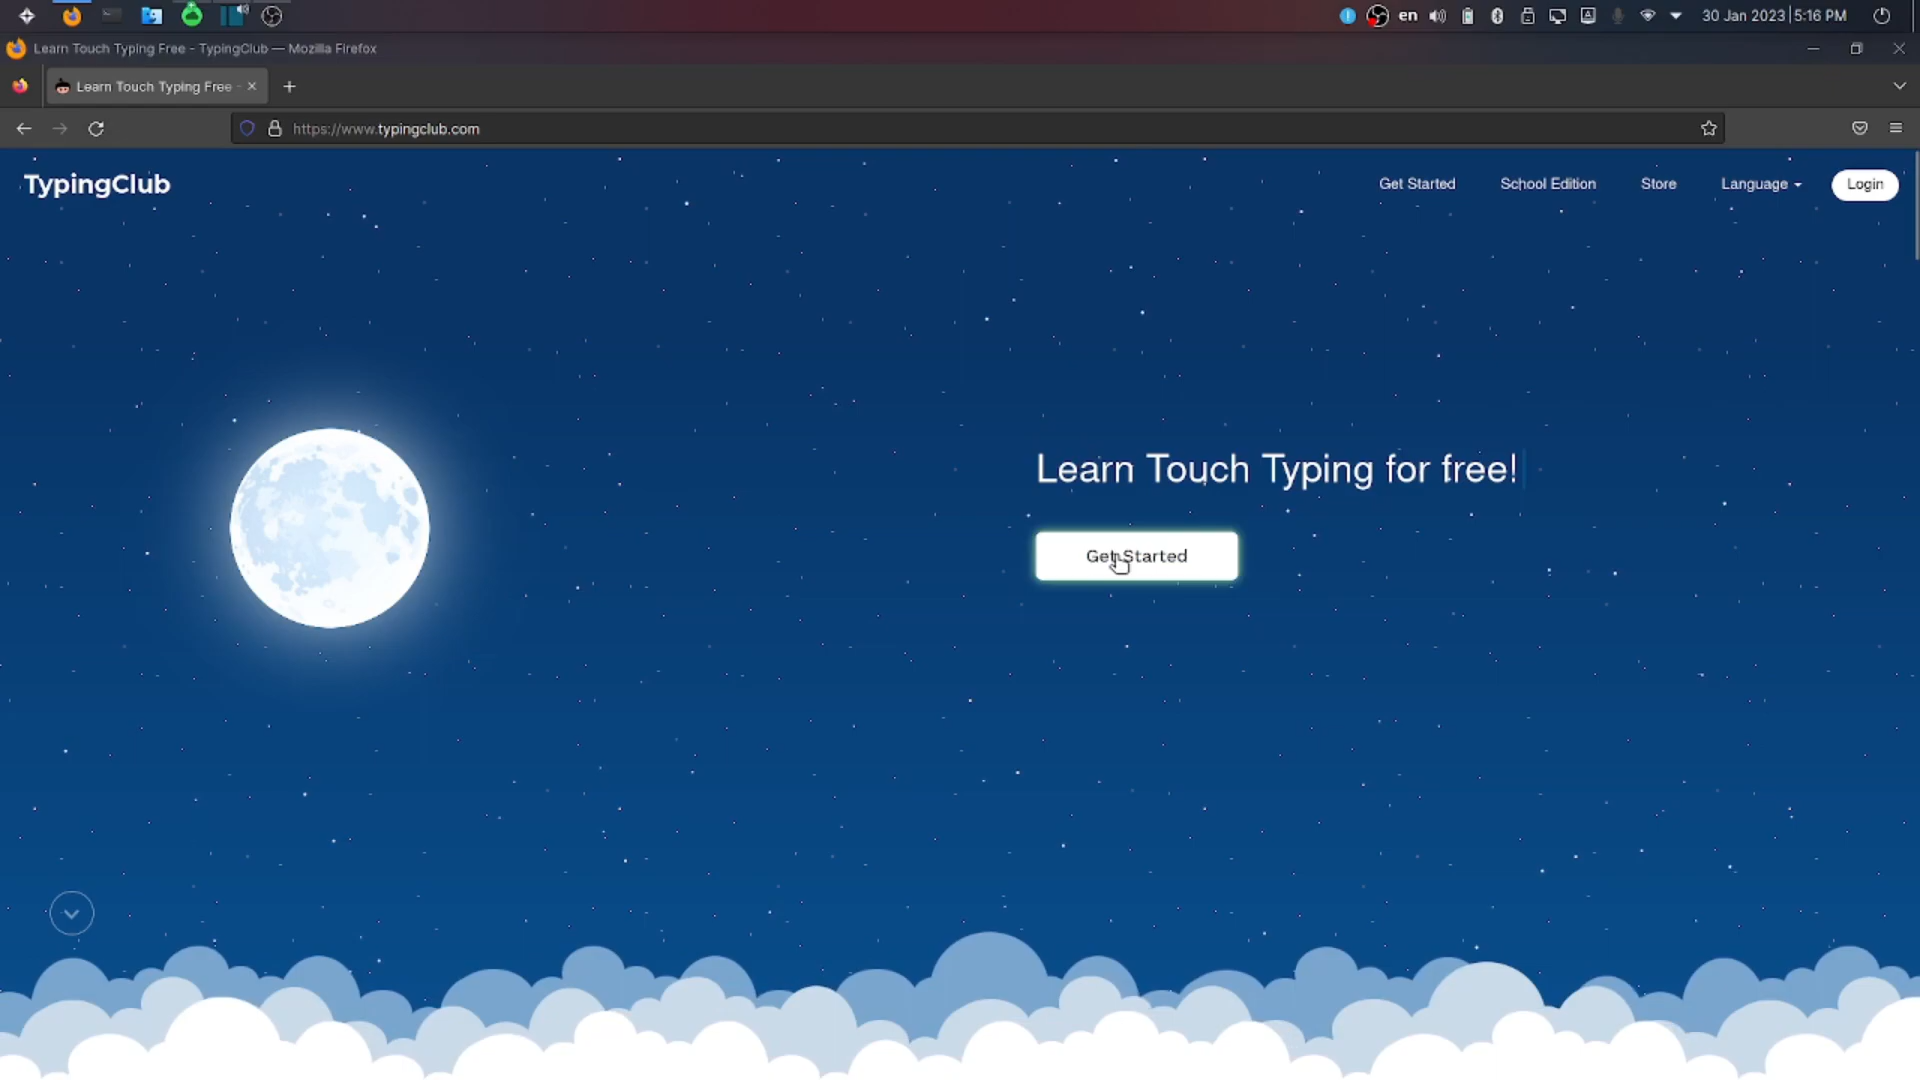 en
30 Jan 2023 5:16 PM
Learn Touch Typing Free - TypingClub — Mozilla Firefox
Learn Touch Typing Free -
https://www.typingclub.com
TypingClub
Get Started
School Edition
Store
Language
Login
Learn Touch Typing for free!
Get Started